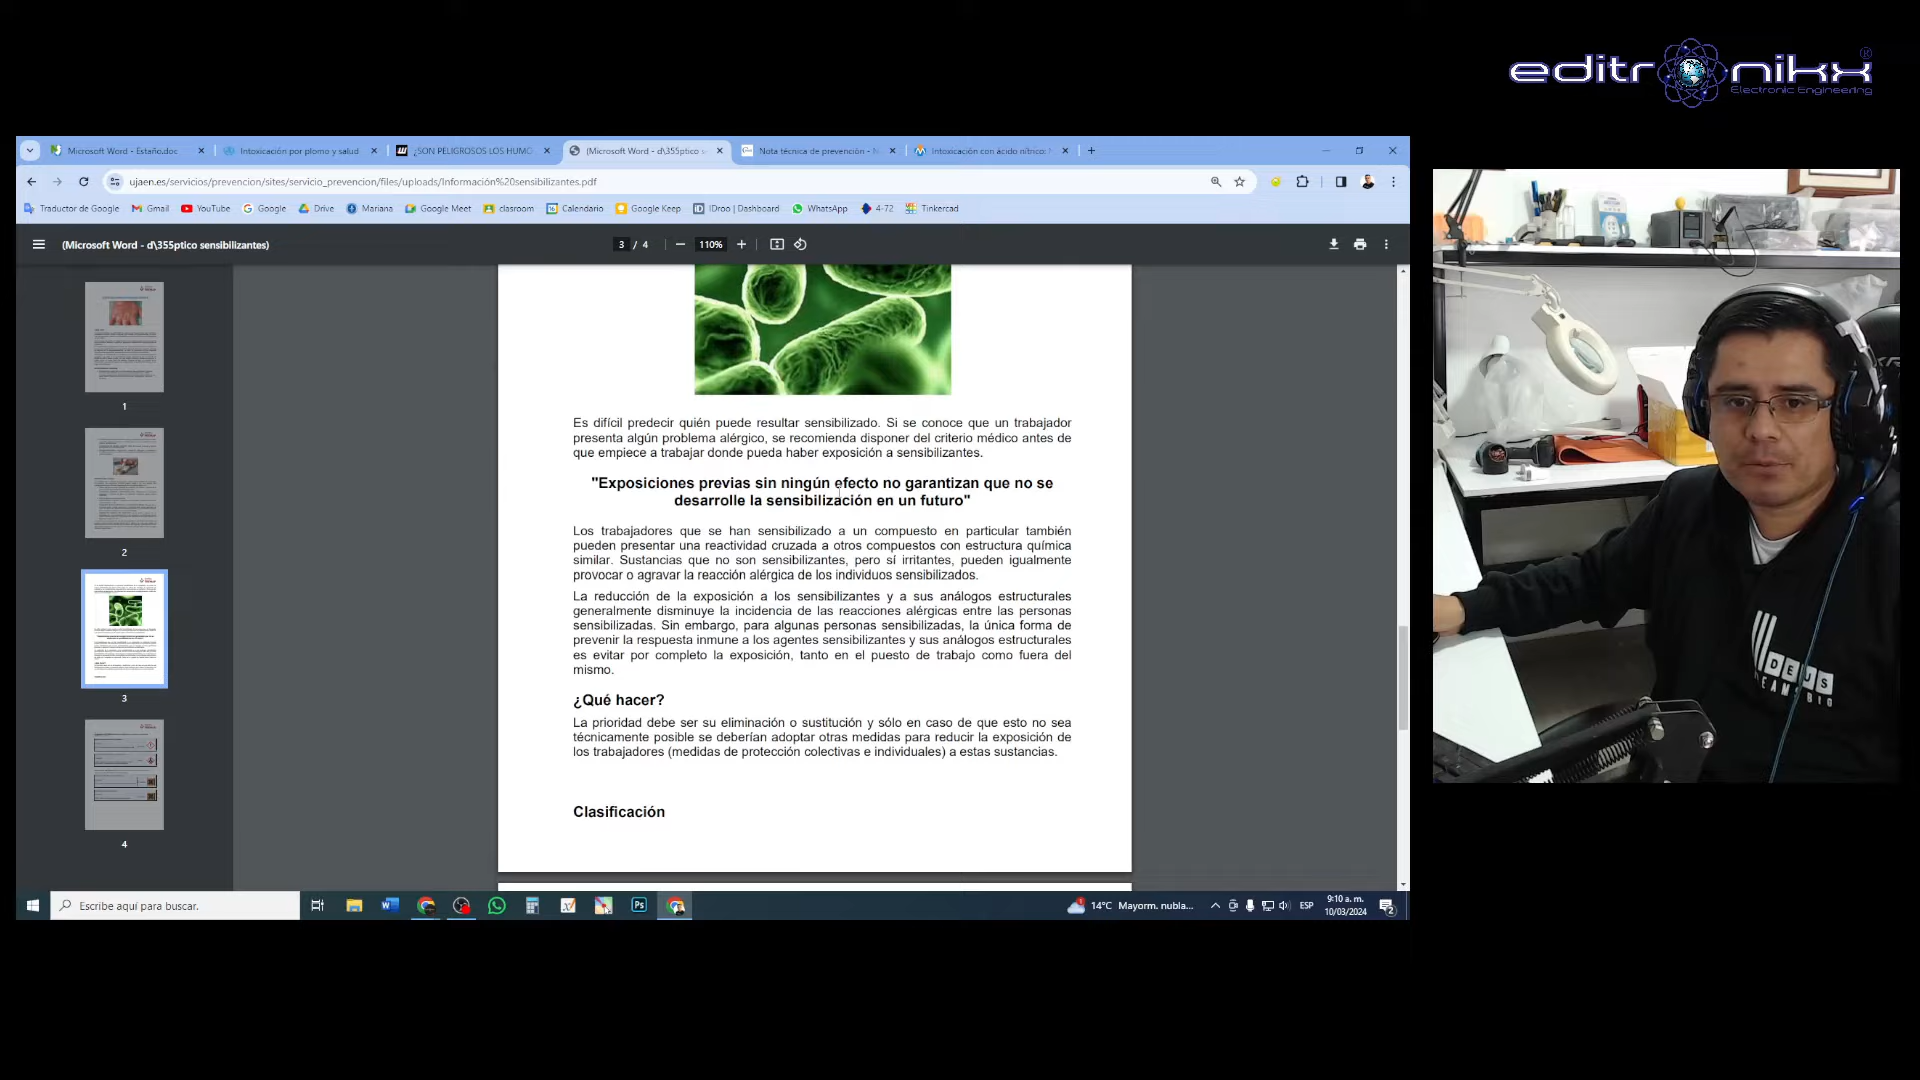 editronikx®
Electronic Engineering
Microsoft Word - Estaño.doc
Intoxicación por plomo y salud
¿SON PELIGROSOS LOS HUMO
(Microsoft Word - d\355ptico s
Nota técnica de prevención - N
Intoxicación con ácido nítrico:
ujaen.es/servicios/prevencion/sites/servicio_prevencion/files/uploads/Información%20sensibilizantes.pdf
Traductor de Google
Gmail
YouTube
Google
Drive
Mariana
Google Meet
clasroom
Calendario
Google Keep
IDroo | Dashboard
WhatsApp
4-72
Tinkercad
(Microsoft Word - d\355ptico sensibilizantes)
3 / 4
110%
1
2
3
4
Es difícil predecir quién puede resultar sensibilizado. Si se conoce que un trabajador
presenta algún problema alérgico, se recomienda disponer del criterio médico antes de
que empiece a trabajar donde pueda haber exposición a sensibilizantes.
"Exposiciones previas sin ningún efecto no garantizan que no se
desarrolle la sensibilización en un futuro"
Los trabajadores que se han sensibilizado a un compuesto en particular también
pueden presentar una reactividad cruzada a otros compuestos con estructura química
similar. Sustancias que no son sensibilizantes, pero sí irritantes, pueden igualmente
provocar o agravar la reacción alérgica de los individuos sensibilizados.
La reducción de la exposición a los sensibilizantes y a sus análogos estructurales
generalmente disminuye la incidencia de las reacciones alérgicas entre las personas
sensibilizadas. Sin embargo, para algunas personas sensibilizadas, la única forma de
prevenir la respuesta inmune a los agentes sensibilizantes y sus análogos estructurales
es evitar por completo la exposición, tanto en el puesto de trabajo como fuera del
mismo.
¿Qué hacer?
La prioridad debe ser su eliminación o sustitución y sólo en caso de que esto no sea
técnicamente posible se deberían adoptar otras medidas para reducir la exposición de
los trabajadores (medidas de protección colectivas e individuales) a estas sustancias.
Clasificación
DEUS
Escribe aquí para buscar.
14°C Mayorm. nubla...
ESP
9:10 a. m.
10/03/2024
2